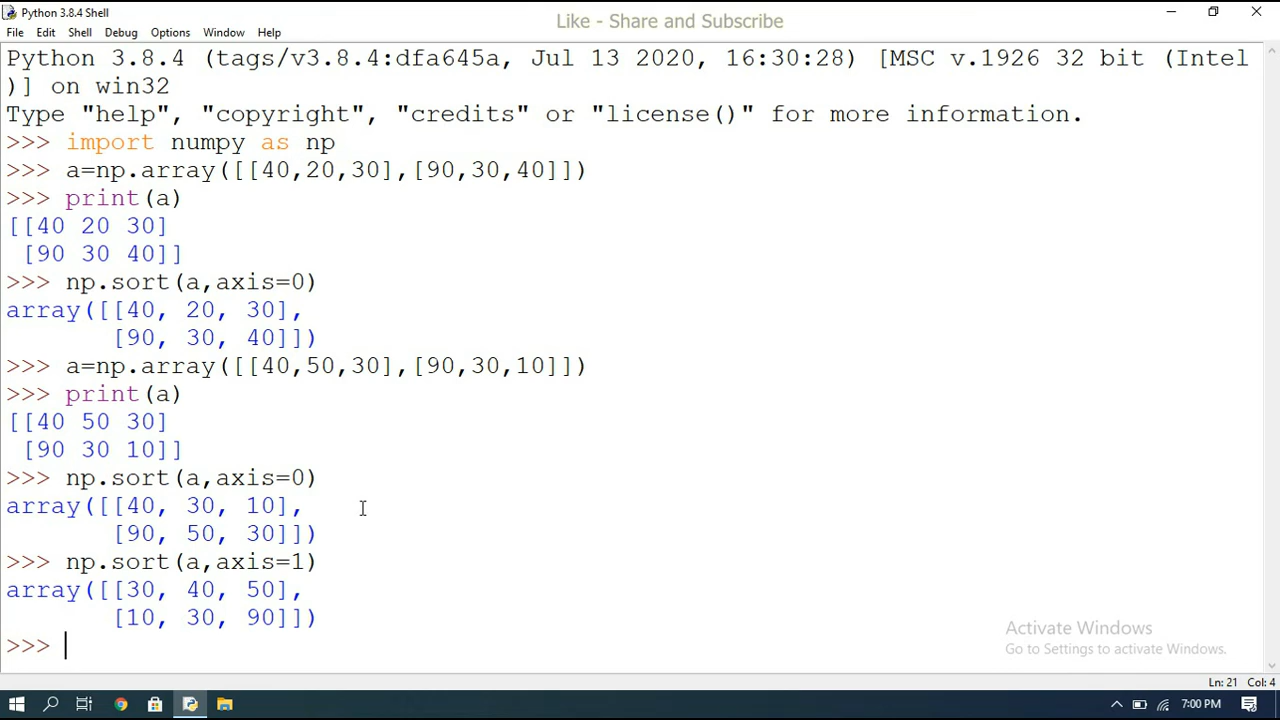 Python 3.8.4 Shell
Like - Share and Subscribe
File Edit Shell Debug Options Window Help
Python 3.8.4 (tags/v3.8.4:dfa645a, Jul 13 2020, 16:30:28) [MSC v.1926 32 bit (Intel
)] on win32
Type "help", "copyright", "credits" or "license()" for more information.
>>> import numpy as np
>>> a=np.array([[40,20,30],[90,30,40]])
>>> print(a)
[[40 20 30]
 [90 30 40]]
>>> np.sort(a,axis=0)
array([[40, 20, 30],
       [90, 30, 40]])
>>> a=np.array([[40,50,30],[90,30,10]])
>>> print(a)
[[40 50 30]
 [90 30 10]]
>>> np.sort(a,axis=0)
array([[40, 30, 10],
       [90, 50, 30]])
>>> np.sort(a,axis=1)
array([[30, 40, 50],
       [10, 30, 90]])
>>>
Activate Windows
Go to Settings to activate Windows.
Ln: 21 Col: 4
7:00 PM